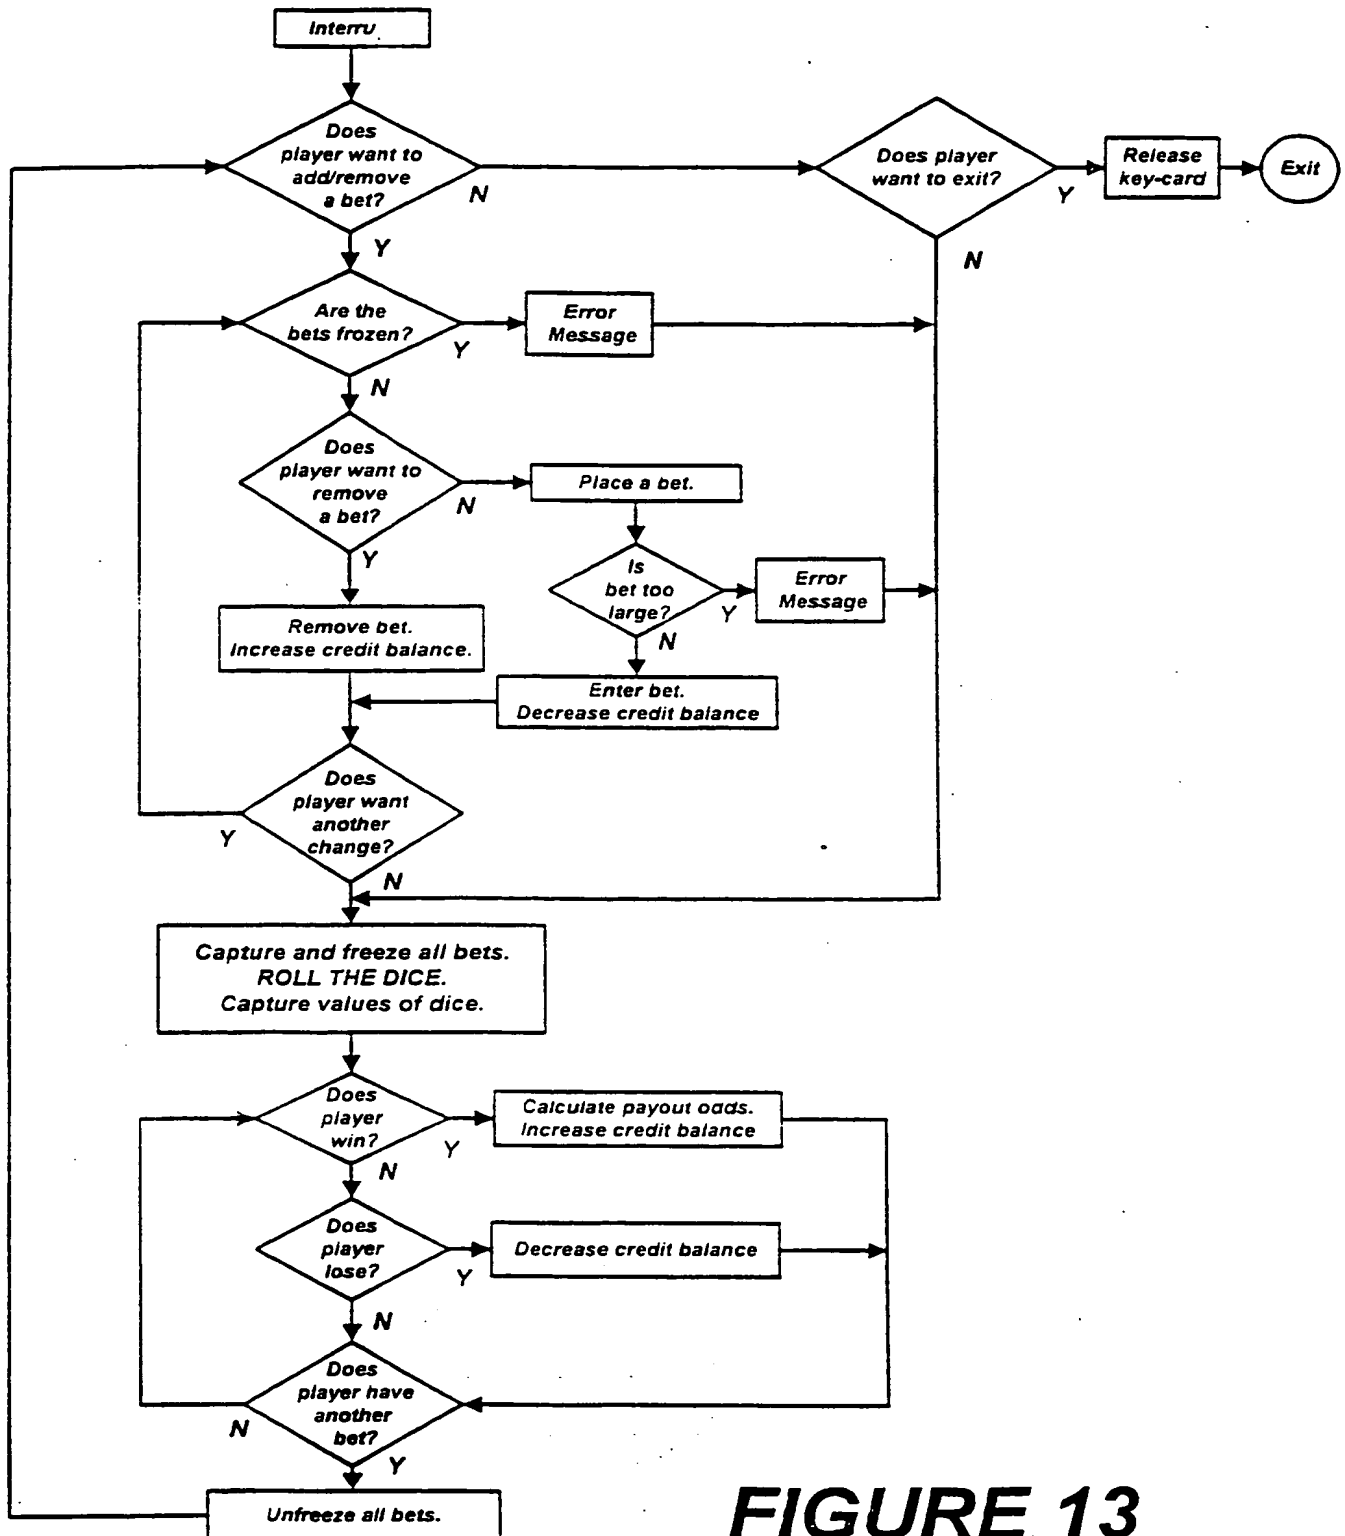 Interru
Does
player want to
add/remove
a bet?
N
Y
Does player
want to exit?
Y
N
Release
key-card
Exit
Are the
bets frozen?
Y
N
Error
Message
Does
player want to
remove
a bet?
N
Y
Place a bet.
Is
bet too
large?
Y
N
Error
Message
Remove bet.
Increase credit balance.
Enter bet.
Decrease credit balance
Does
player want
another
change?
Y
N
Capture and freeze all bets.
ROLL THE DICE.
Capture values of dice.
Does
player
win?
Y
N
Calculate payout odds.
Increase credit balance
Does
player
lose?
Y
N
Decrease credit balance
Does
player have
another
bet?
N
Y
Unfreeze all bets.
FIGURE 13